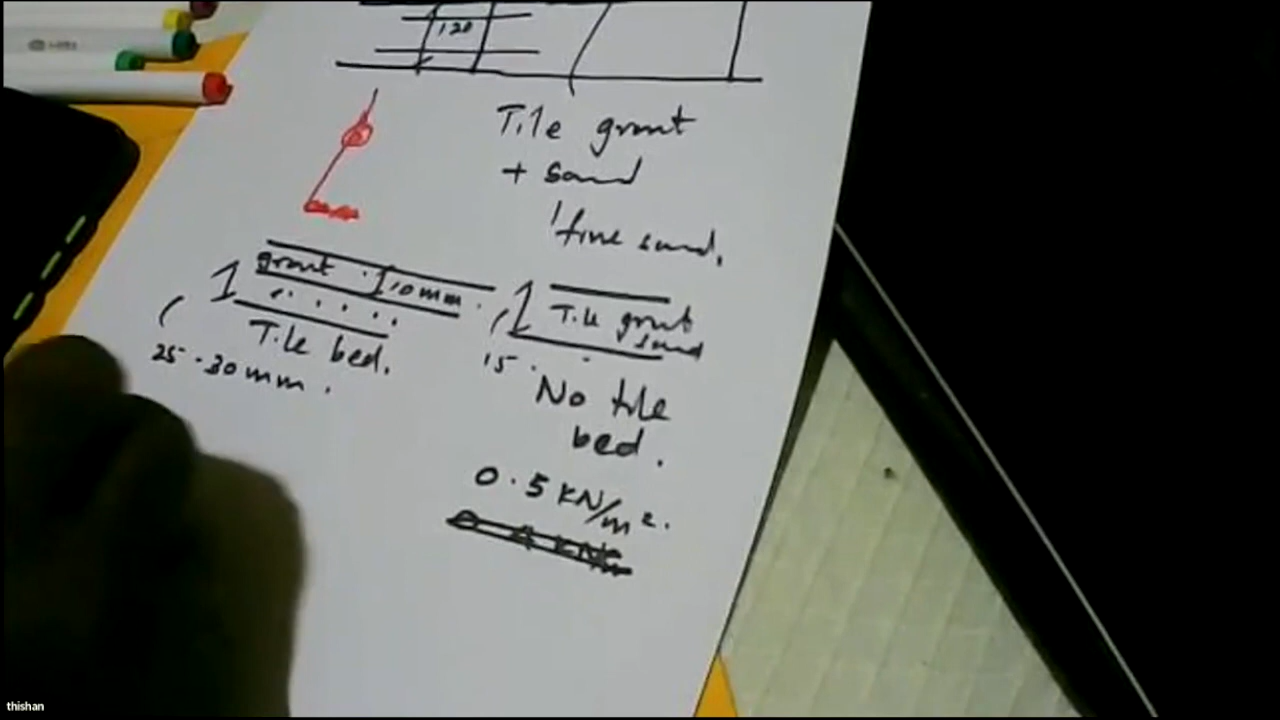 120
Tile grout
+ sand
fine sand.
grout 10mm.
Tile bed.
25-30mm.
Tile grout
sand
15.
No tile
bed.
0.5 KN/m2.
thishan